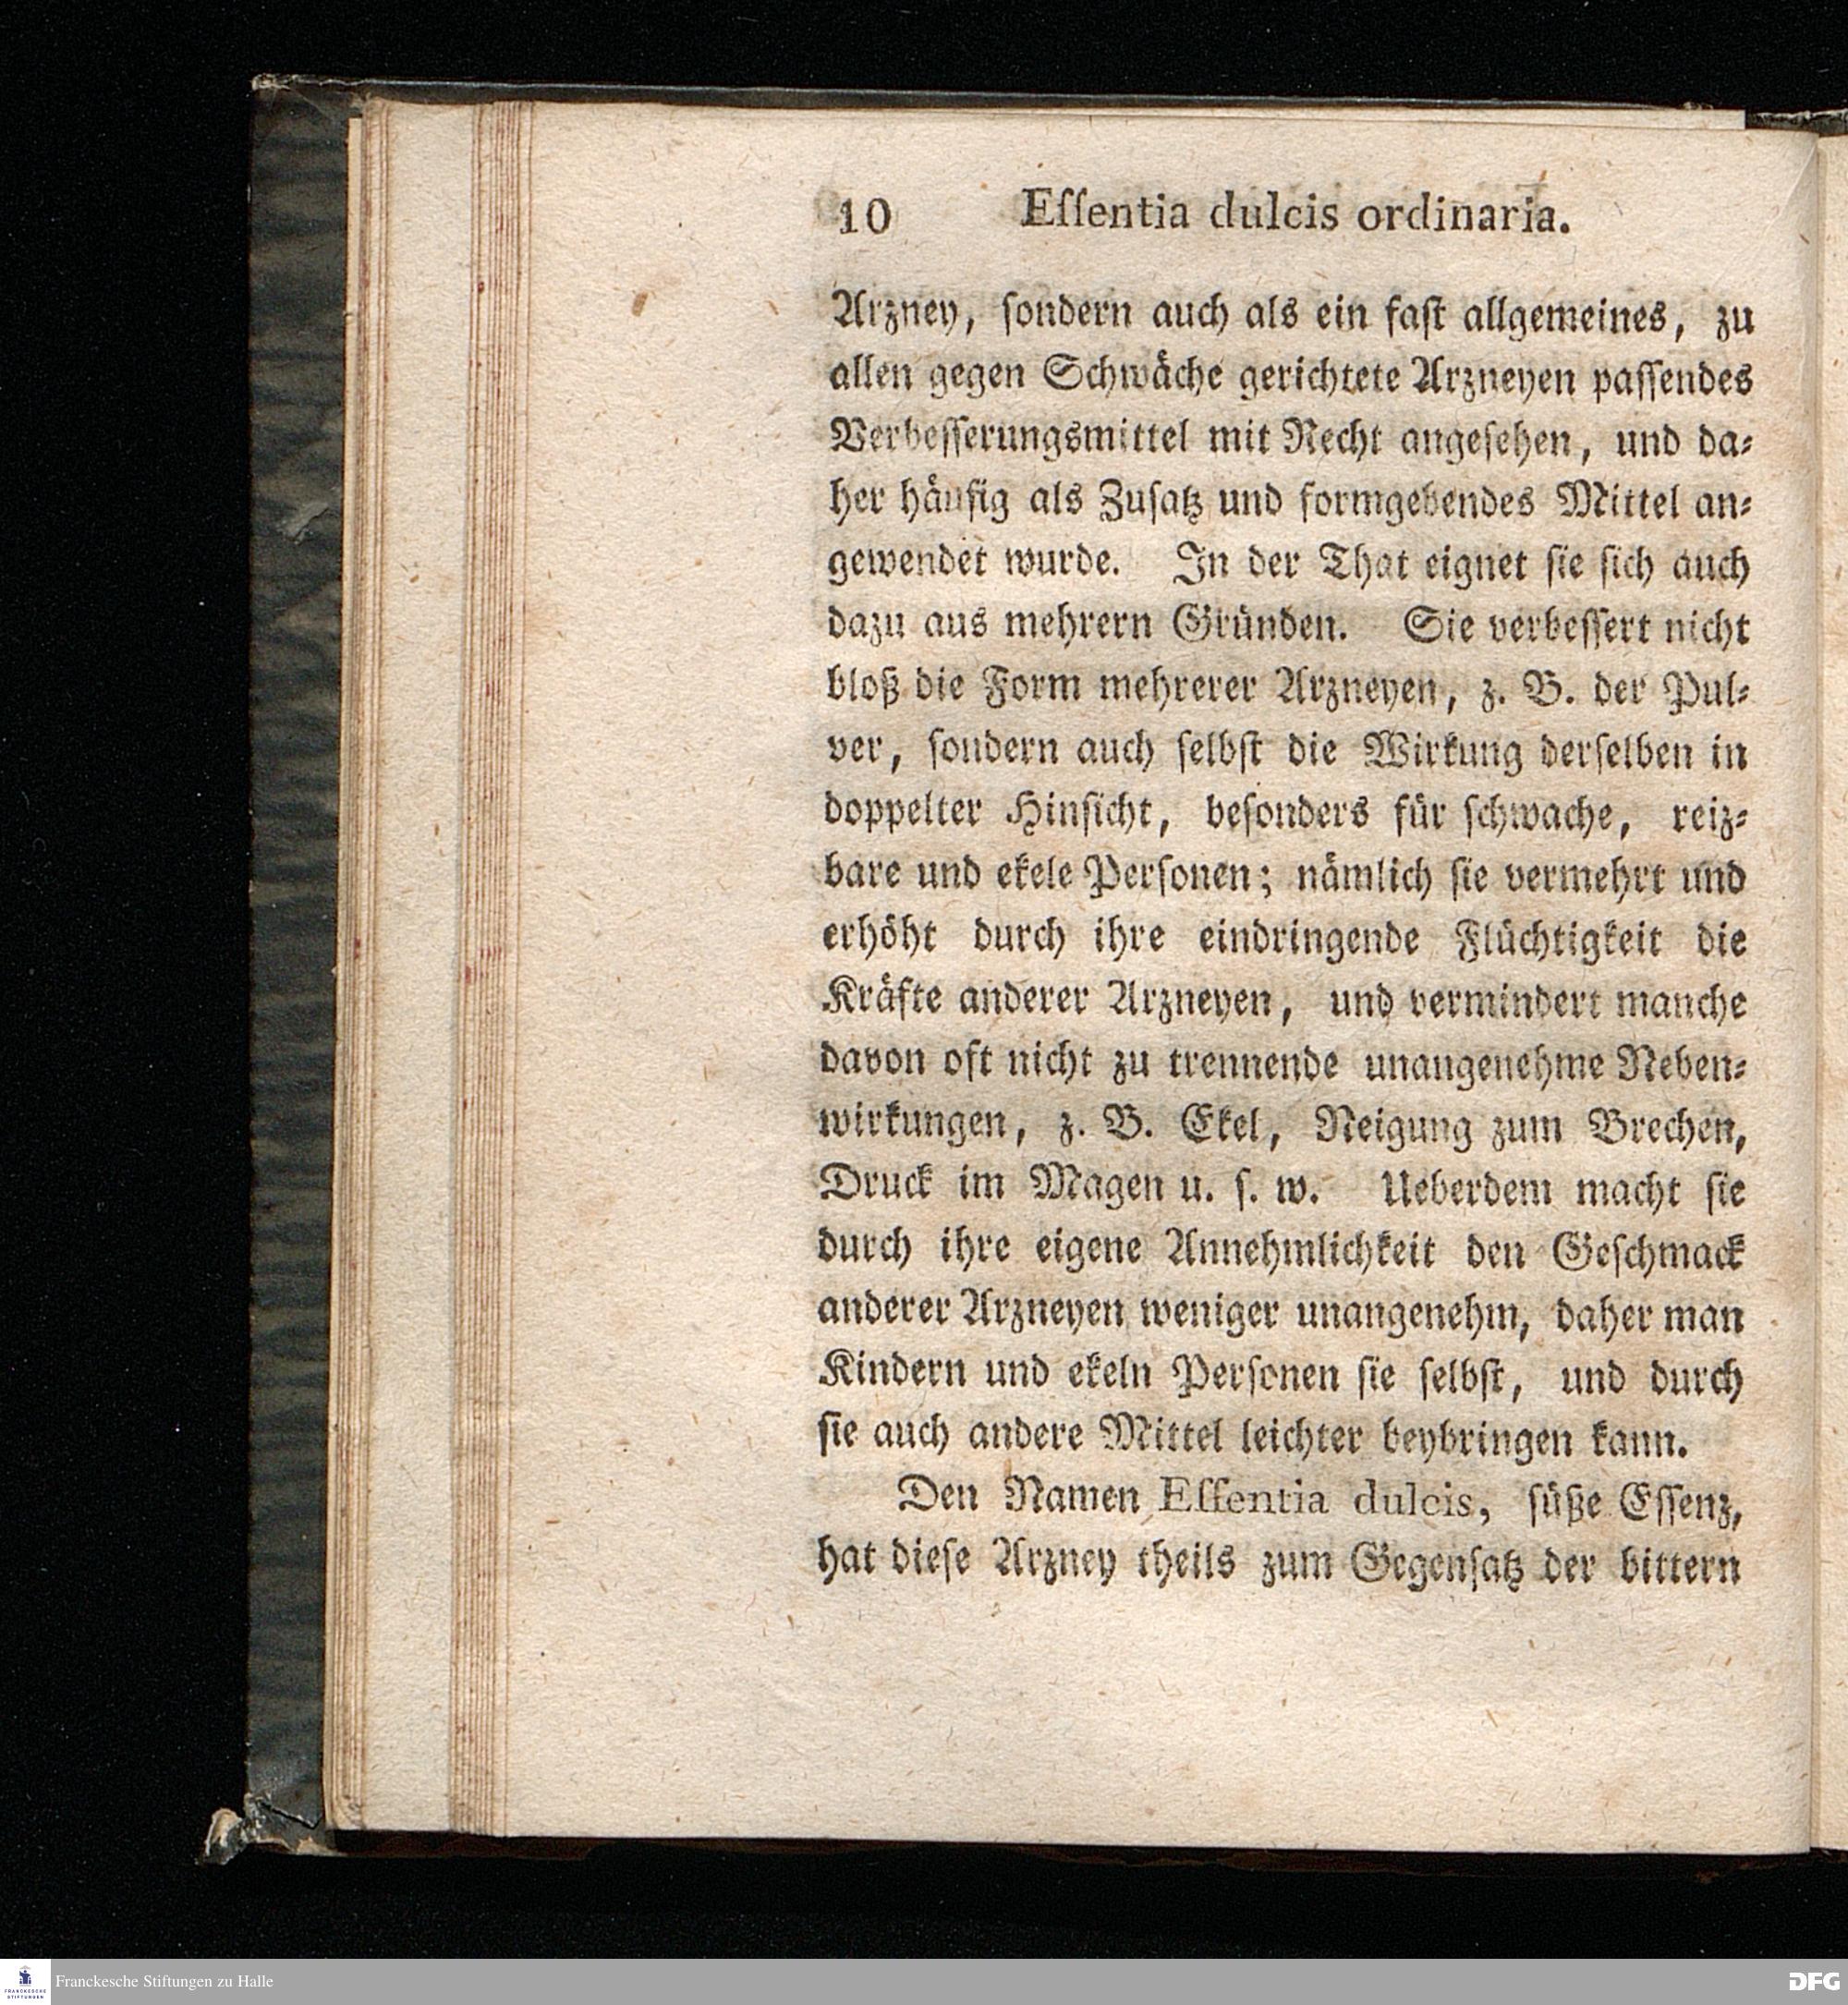 10 Eſſentia dulcis ordinaria.
Arzney, ſondern auch als ein faſt allgemeines, zu
allen gegen Schwäche gerichtete Arzneyen paſſendes
Verbeſſerungsmittel mit Recht angeſehen, und da⸗
her häufig als Zuſatz und formgebendes Mittel an⸗
gewendet wurde. In der That eignet ſie ſich auch
dazu aus mehrern Gründen. Sie verbeſſert nicht
bloß die Form mehrerer Arzneyen, z. B. der Pul⸗
ver, ſondern auch ſelbſt die Wirkung derſelben in
doppelter Hinſicht, beſonders für ſchwache, reiz⸗
bare und ekele Perſonen; nämlich ſie vermehrt und
erhöht durch ihre eindringende Flüchtigkeit die
Kräfte anderer Arzneyen, und vermindert manche
davon oft nicht zu trennende unangenehme Neben⸗
wirkungen, z. B. Ekel, Neigung zum Brechen,
Druck im Magen u. ſ. w. Ueberdem macht ſie
durch ihre eigene Annehmlichkeit den Geſchmack
anderer Arzneyen weniger unangenehm, daher man
Kindern und ekeln Perſonen ſie ſelbſt, und durch
ſie auch andere Mittel leichter beybringen kann.
Den Namen Eſſentia dulcis, ſüße Eſſenz,
hat dieſe Arzney theils zum Gegenſatz der bittern
FRANCKESCHE
STIFTUNGEN
Franckesche Stiftungen zu Halle
DFG